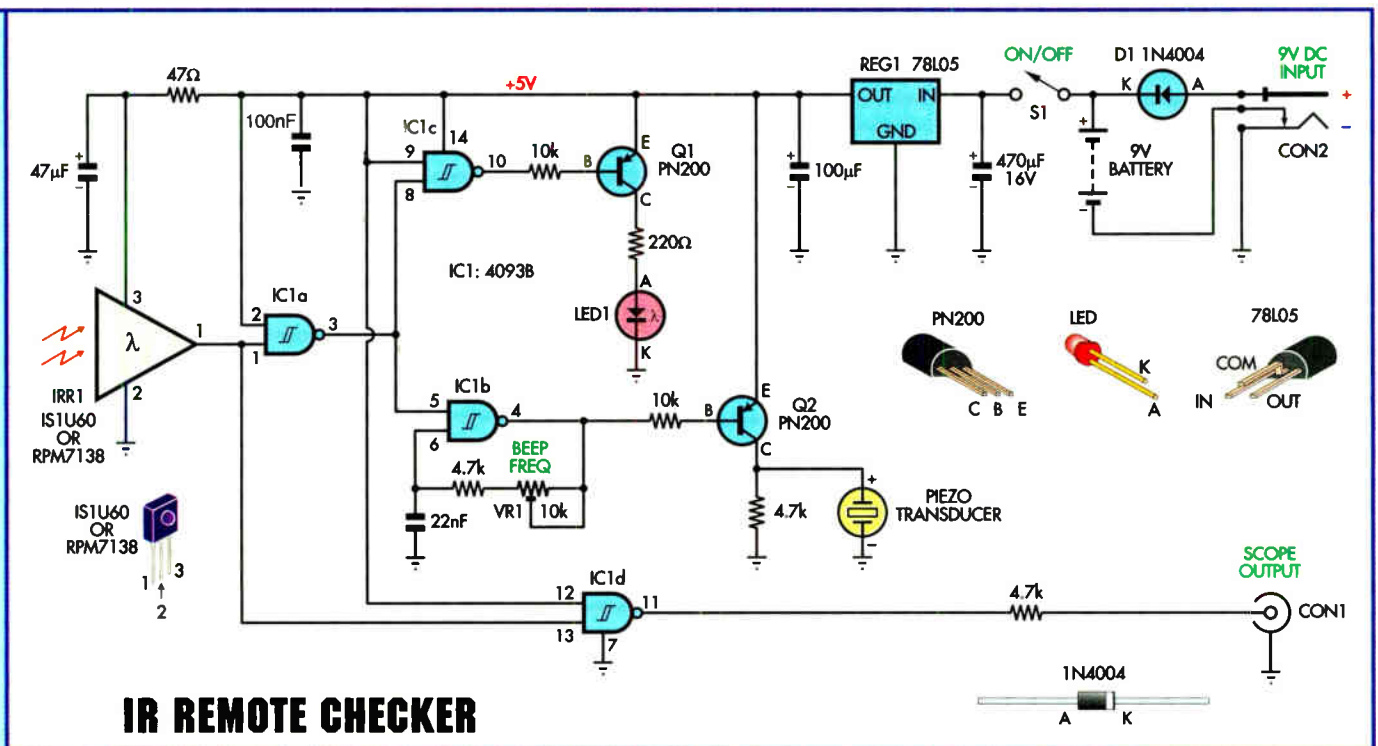 47Ω
+5V
REG1 78L05
ON/OFF
D1 1N4004
9V DC
INPUT
OUT
IN
GND
S1
K
A
+
−
CON2
100nF
IC1c
14
9
10
8
10k
B
E
Q1
PN200
C
47µF
+
−
100µF
+
−
470µF
16V
+
−
+
9V
BATTERY
−
220Ω
IC1: 4093B
A
LED1
λ
K
3
λ
1
2
IRR1
IS1U60
OR
RPM7138
IC1a
2
1
3
PN200
C B E
LED
K
A
78L05
COM
IN
OUT
IC1b
5
4
6
10k
B
E
Q2
PN200
C
4.7k
BEEP
FREQ
VR1
10k
22nF
4.7k
+
PIEZO
TRANSDUCER
−
IS1U60
OR
RPM7138
1
2
3
IC1d
12
11
13
7
4.7k
SCOPE
OUTPUT
CON1
1N4004
A
K
IR REMOTE CHECKER